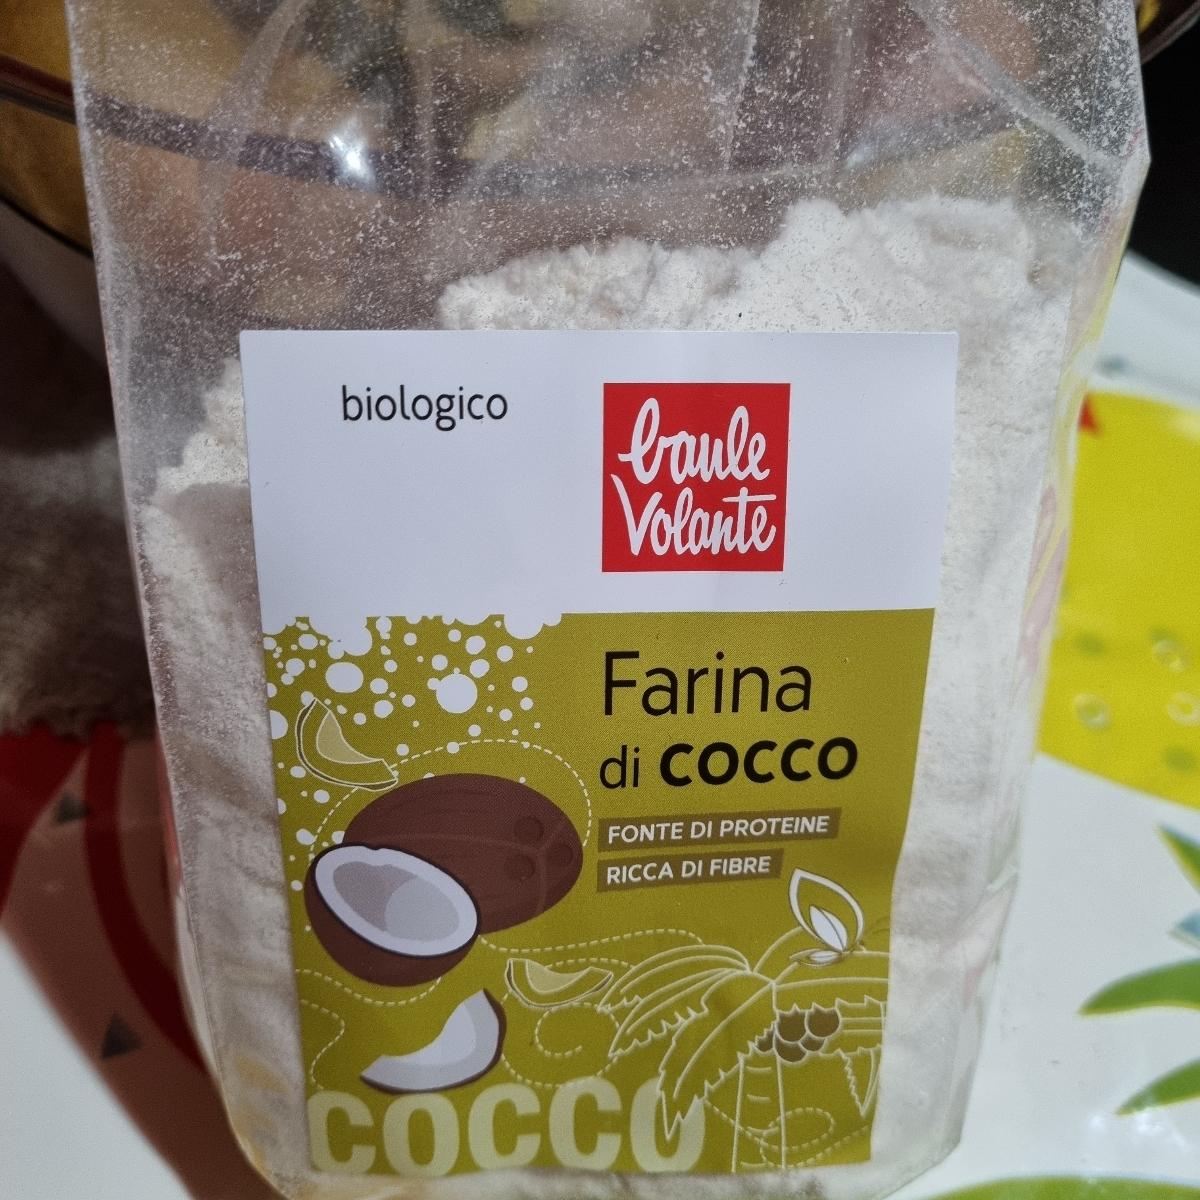 biologico
baule
volante
Farina
di cocco
FONTE DI PROTEINE
RICCA DI FIBRE
COCCO